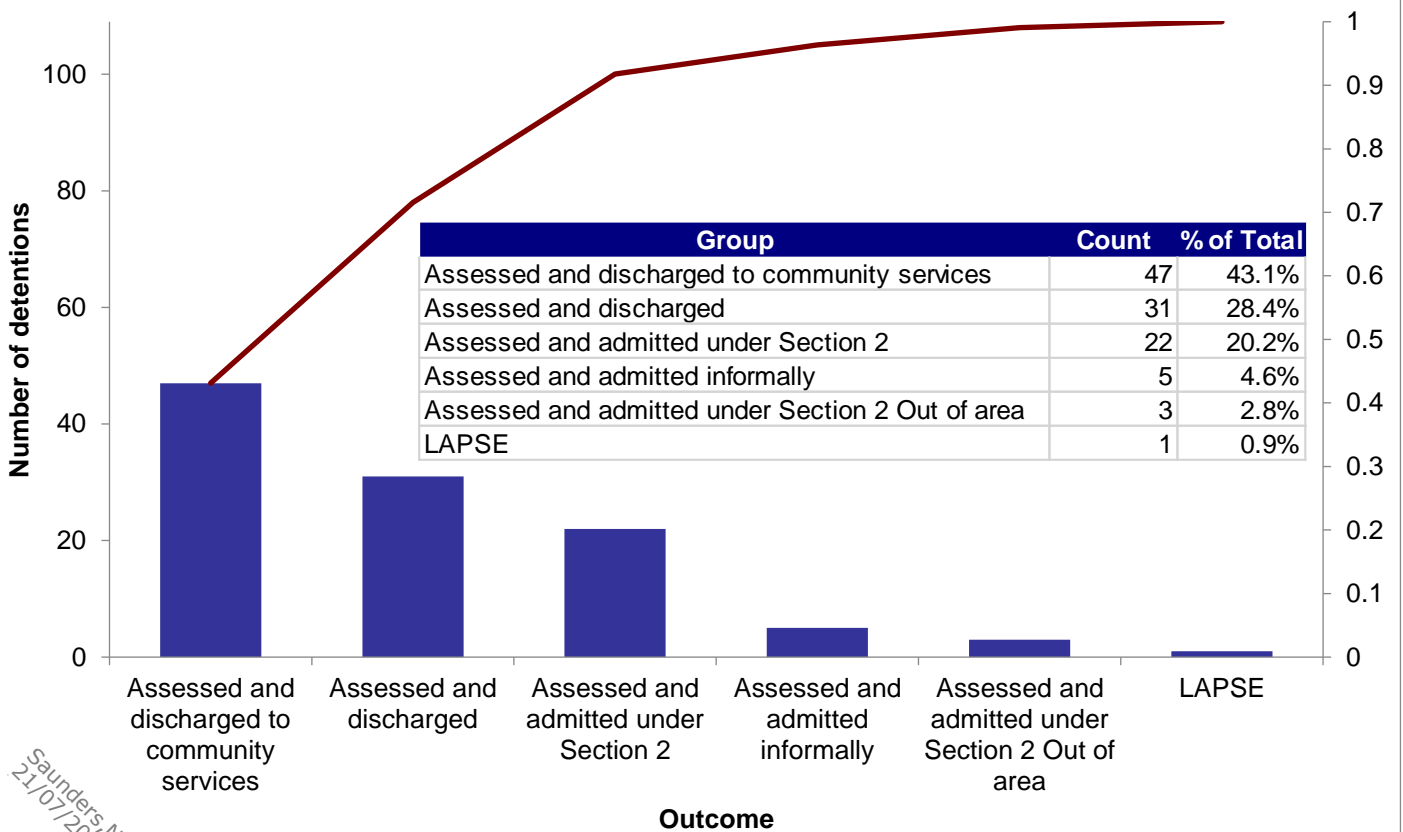 100
80
60
40
20
0
Number of detentions
1
0.9
0.8
0.7
0.6
0.5
0.4
0.3
0.2
0.1
0
Group Count % of Total
Assessed and discharged to community services 47 43.1%
Assessed and discharged 31 28.4%
Assessed and admitted under Section 2 22 20.2%
Assessed and admitted informally 5 4.6%
Assessed and admitted under Section 2 Out of area 3 2.8%
LAPSE 1 0.9%
Assessed and
discharged to
community
services
Assessed and
discharged
Assessed and
admitted under
Section 2
Assessed and
admitted
informally
Assessed and
admitted under
Section 2 Out of
area
LAPSE
Outcome
Saunders
21/07/20